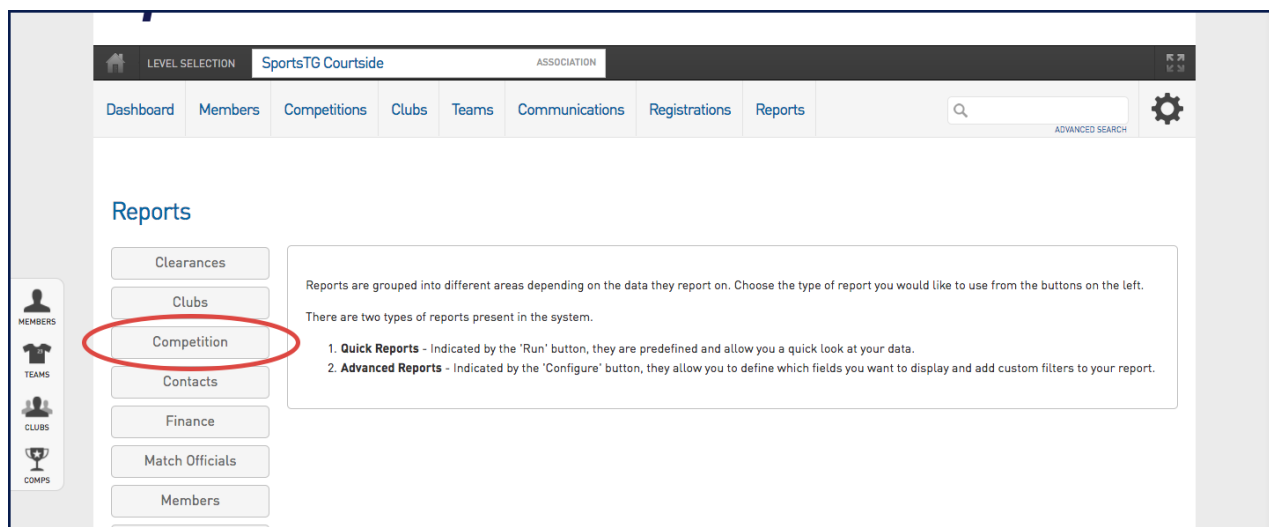 LEVEL SELECTION SportsTG Courtside ASSOCIATION
Dashboard Members Competitions Clubs Teams Communications Registrations Reports
ADVANCED SEARCH
Reports
Clearances
Clubs
Competition
Contacts
Finance
Match Officials
Members
Reports are grouped into different areas depending on the data they report on. Choose the type of report you would like to use from the buttons on the left.
There are two types of reports present in the system.
1. Quick Reports - Indicated by the 'Run' button, they are predefined and allow you a quick look at your data.
2. Advanced Reports - Indicated by the 'Configure' button, they allow you to define which fields you want to display and add custom filters to your report.
MEMBERS
TEAMS
CLUBS
COMPS